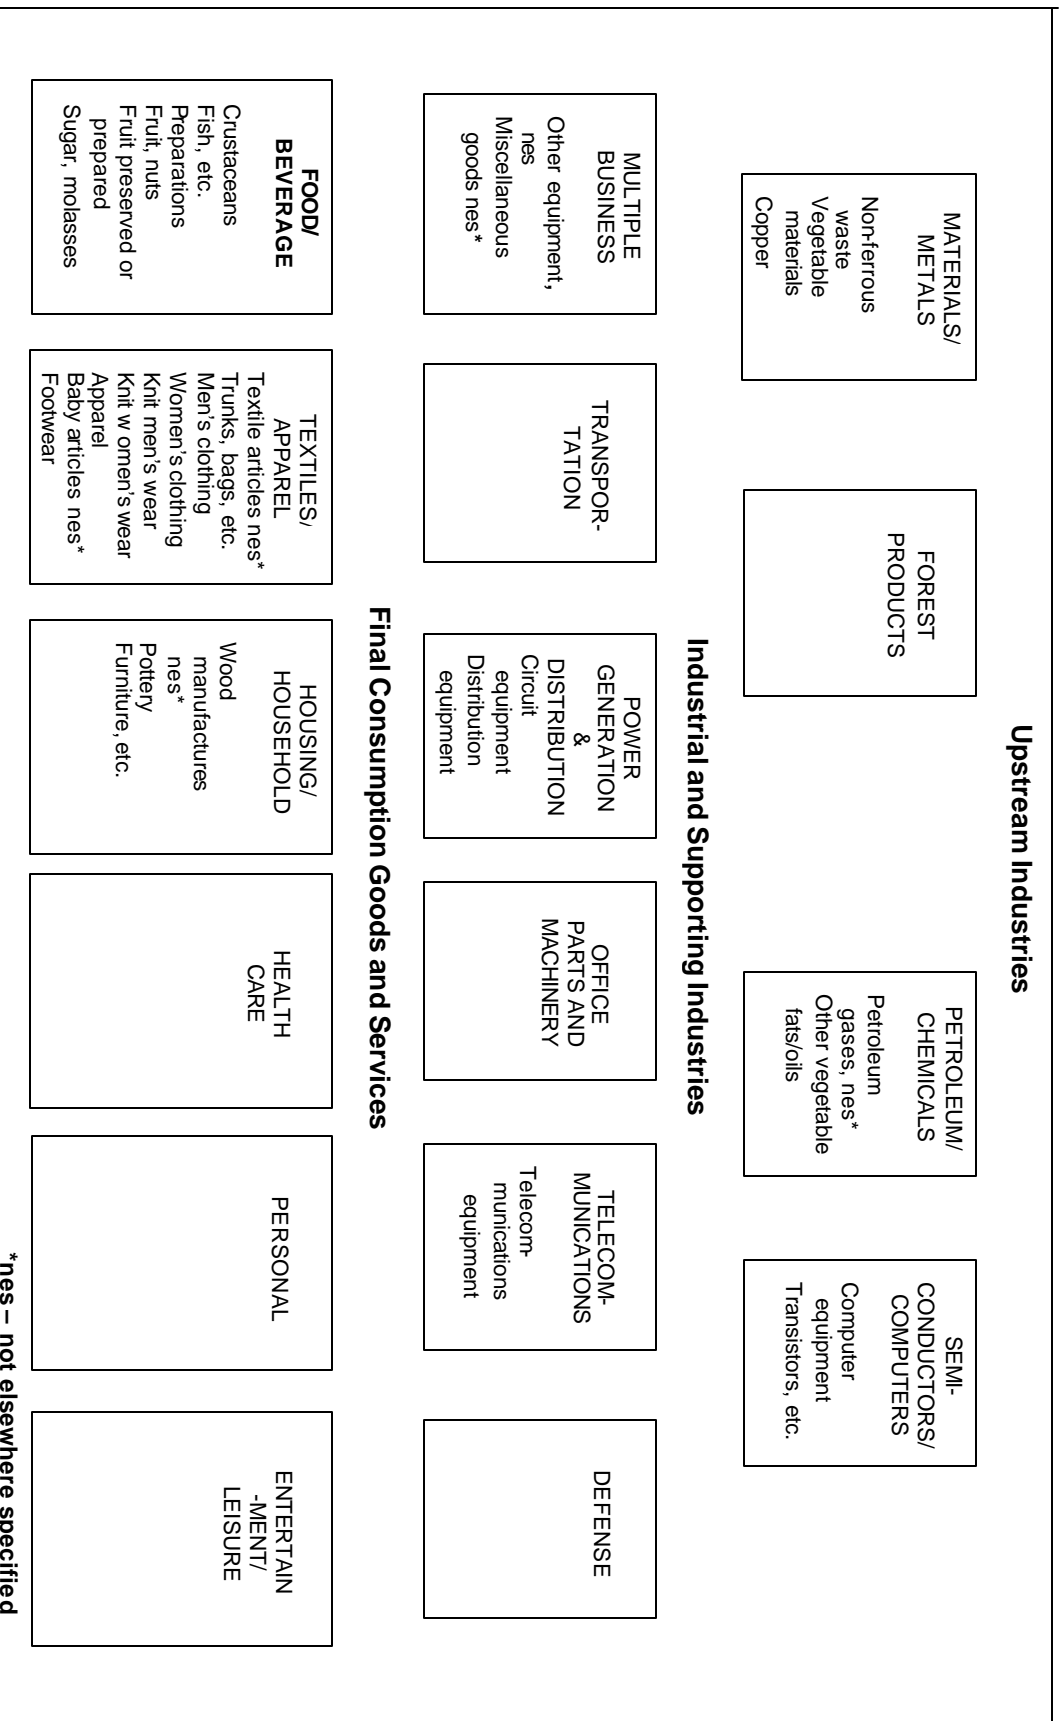 Upstream Industries
MATERIALS/
METALS
Non-ferrous
waste
Vegetable
materials
Copper
FOREST
PRODUCTS
PETROLEUM/
CHEMICALS
Petroleum
gases, nes*
Other vegetable
fats/oils
SEMI-
CONDUCTORS/
COMPUTERS
Computer
equipment
Transistors, etc.
Industrial and Supporting Industries
MULTIPLE
BUSINESS
Other equipment,
nes
Miscellaneous
goods nes*
TRANSPOR-
TATION
POWER
GENERATION
&
DISTRIBUTION
Circuit
equipment
Distribution
equipment
OFFICE
PARTS AND
MACHINERY
TELECOM-
MUNICATIONS
Telecom-
munications
equipment
DEFENSE
Final Consumption Goods and Services
FOOD/
BEVERAGE
Crustaceans
Fish, etc.
Preparations
Fruit, nuts
Fruit preserved or
prepared
Sugar, molasses
TEXTILES/
APPAREL
Textile articles nes*
Trunks, bags, etc.
Men's clothing
Women's clothing
Knit men's wear
Knit w omen's wear
Apparel
Baby articles nes*
Footwear
HOUSING/
HOUSEHOLD
Wood
manufactures
nes*
Pottery
Furniture, etc.
HEALTH
CARE
PERSONAL
ENTERTAIN
-MENT/
LEISURE
*nes – not elsewhere specified